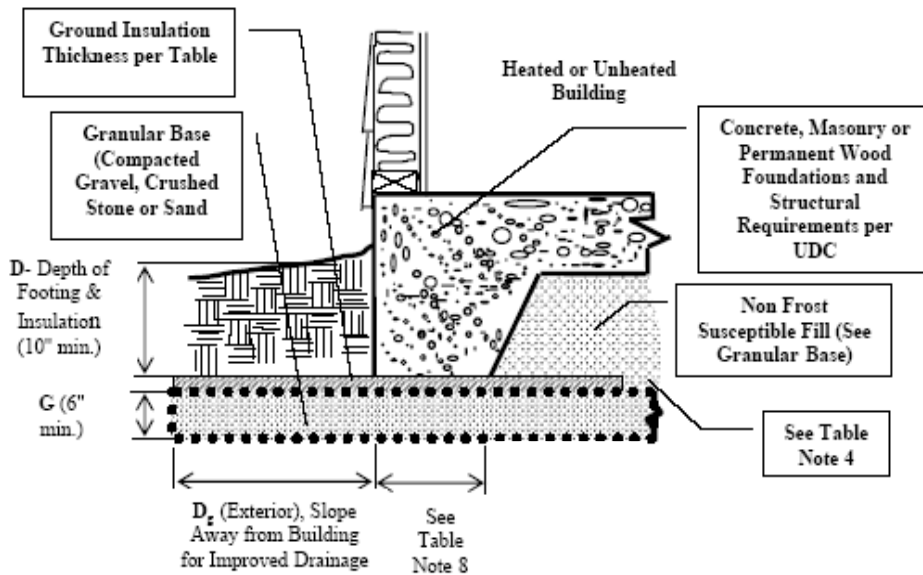 Ground Insulation
Thickness per Table
Granular Base
(Compacted
Gravel, Crushed
Stone or Sand
Heated or Unheated
Building
Concrete, Masonry or
Permanent Wood
Foundations and
Structural
Requirements per
UDC
D- Depth of
Footing &
Insulation
(10" min.)
Non Frost
Susceptible Fill (See
Granular Base)
G (6"
min.)
See Table
Note 4
Dg (Exterior), Slope
Away from Building
for Improved Drainage
See
Table
Note 8